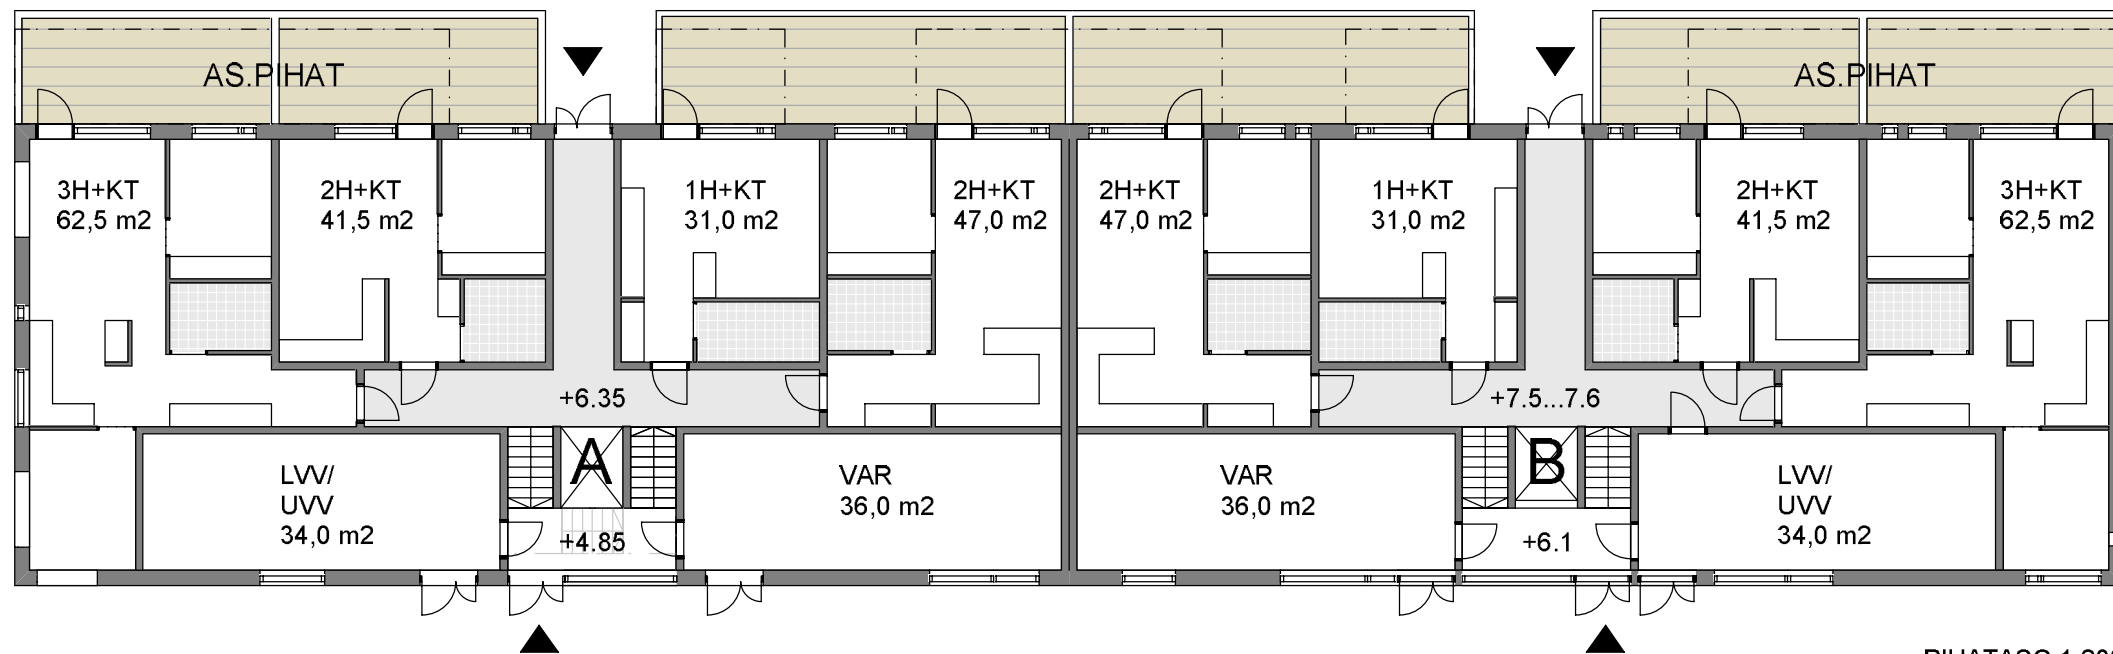 AS.PIHAT
AS.PIHAT
3H+KT
62,5 m2
2H+KT
41,5 m2
1H+KT
31,0 m2
2H+KT
47,0 m2
2H+KT
47,0 m2
1H+KT
31,0 m2
2H+KT
41,5 m2
3H+KT
62,5 m2
+6.35
+7.5...7.6
A
B
LVV/
UVV
34,0 m2
+4.85
VAR
36,0 m2
VAR
36,0 m2
+6.1
LVV/
UVV
34,0 m2